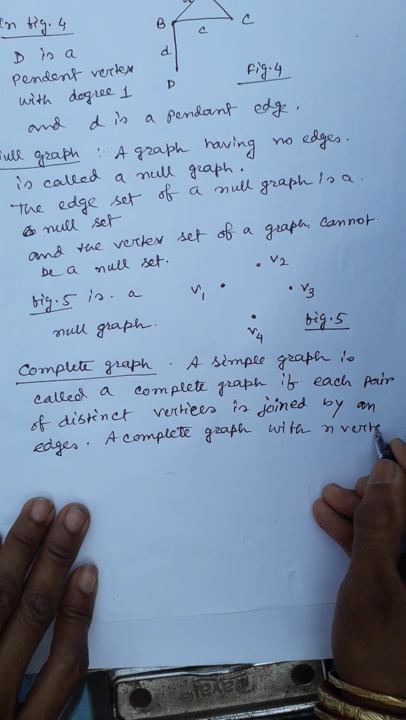 In fig. 4
B
C
c
d
D
Fig. 4
D is a
Pendent vertex
with degree 1
and d is a pendant edge.
Null graph : A graph having no edges.
is called a null graph.
The edge set of a null graph is a.
null set
and the vertex set of a graph cannot.
be a null set.
v2
v1
v3
v4
fig. 5
fig. 5 is. a
null graph.
Complete graph . A simple graph is
called a complete graph if each pair
of distinct vertices is joined by an
edges. A complete graph with n verte